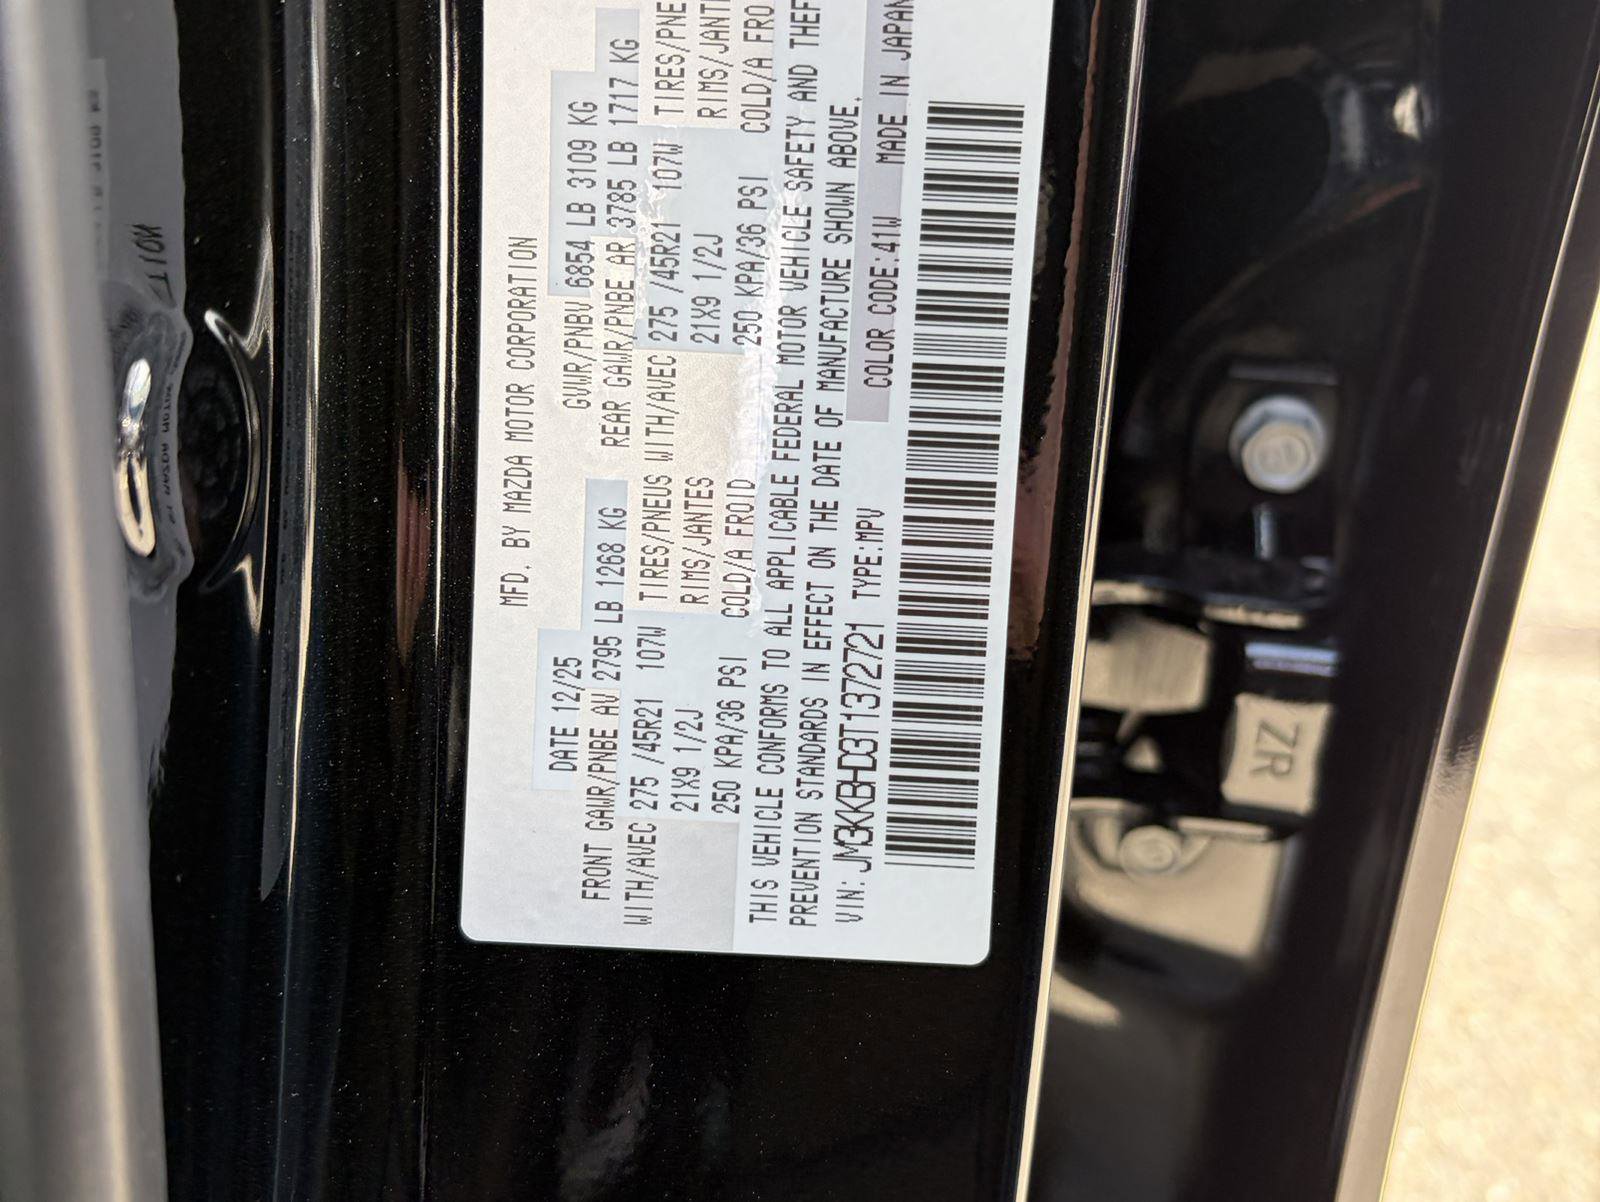 MFD. BY MAZDA MOTOR CORPORATION
DATE 12/25 GVWR/PNBV 6854 LB 3109 KG
FRONT GAWR/PNBE AV 2795 LB 1268 KG REAR GAWR/PNBE AR 3785 LB 1717 KG
WITH/AVEC 275 /45R21 107W TIRES/PNEUS WITH/AVEC 275 /45R21 107W TIRES/PNE
21X9 1/2J RIMS/JANTES 21X9 1/2J RIMS/JANT
250 KPA/36 PSI COLD/A FROID 250 KPA/36 PSI COLD/A FRO
THIS VEHICLE CONFORMS TO ALL APPLICABLE FEDERAL MOTOR VEHICLE SAFETY AND THEF
PREVENTION STANDARDS IN EFFECT ON THE DATE OF MANUFACTURE SHOWN ABOVE.
VIN: JM3KKBHD3T1372721 TYPE:MPV COLOR CODE:41W MADE IN JAPAN
ZR